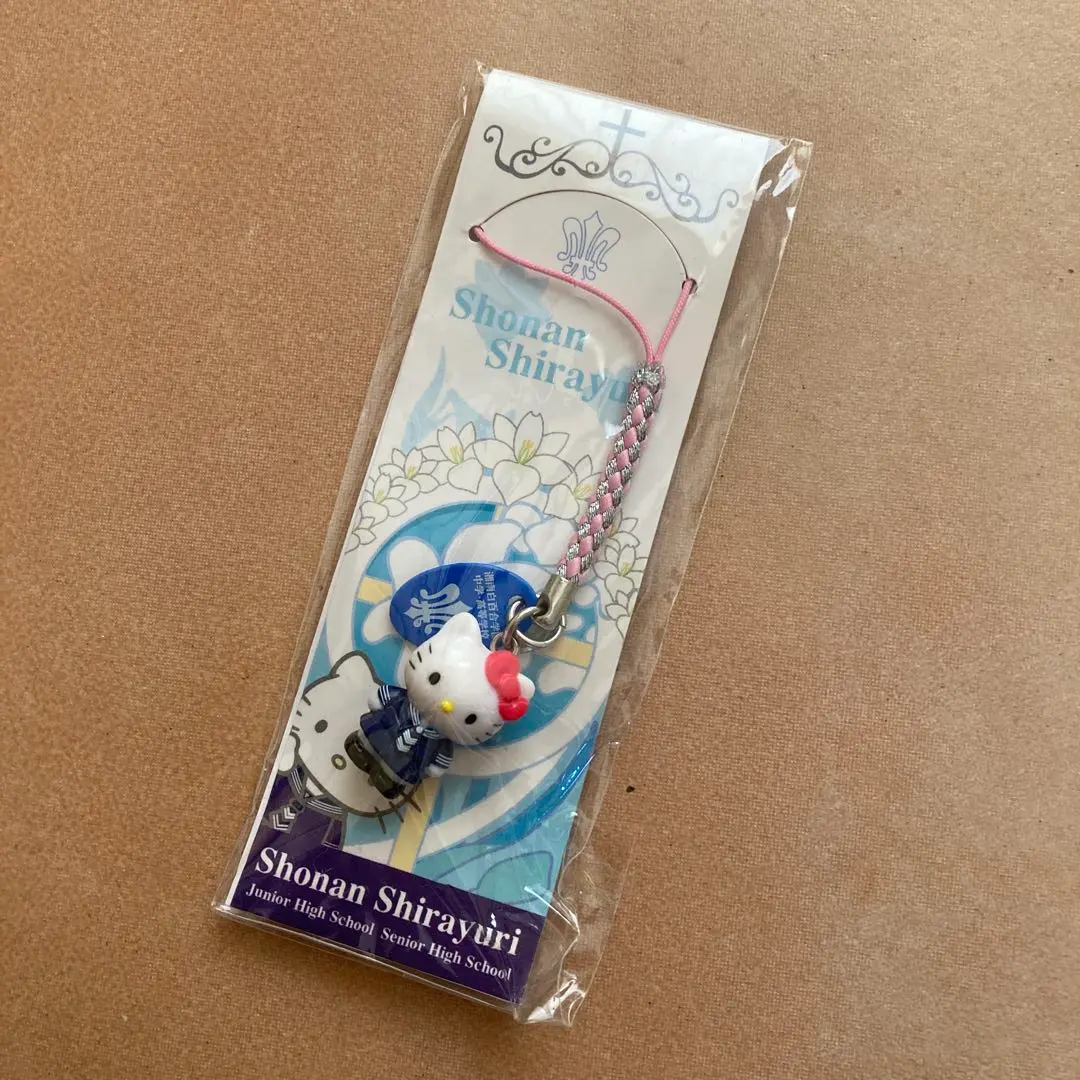 Shonan
Shirayu
湘南白百合学
中学・高等学校
Shonan Shirayuri
Junior High School Senior High School